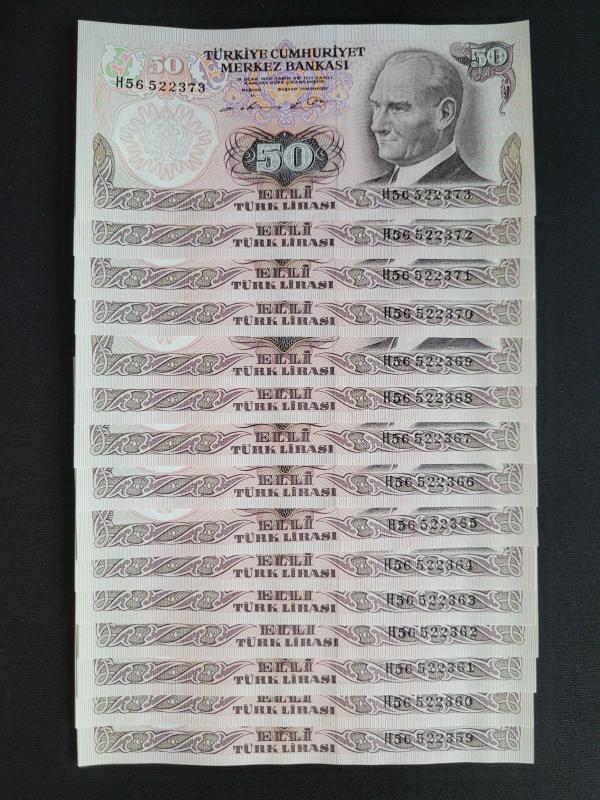 50
TÜRKİYE CUMHURİYET
MERKEZ BANKASI
50
H56 522373
BAŞKAN
BAŞKAN YARDIMCISI
50
ELLİ
TÜRK LİRASI
H56 522373
ELLİ
TÜRK LİRASI
H56 522372
ELLİ
TÜRK LİRASI
H56 522371
ELLİ
TÜRK LİRASI
H56 522370
ELLİ
TÜRK LİRASI
H56 522369
ELLİ
TÜRK LİRASI
H56 522368
ELLİ
TÜRK LİRASI
H56 522367
ELLİ
TÜRK LİRASI
H56 522366
ELLİ
TÜRK LİRASI
H56 522365
ELLİ
TÜRK LİRASI
H56 522364
ELLİ
TÜRK LİRASI
H56 522363
ELLİ
TÜRK LİRASI
H56 522362
ELLİ
TÜRK LİRASI
H56 522361
ELLİ
TÜRK LİRASI
H56 522360
ELLİ
TÜRK LİRASI
H56 522359